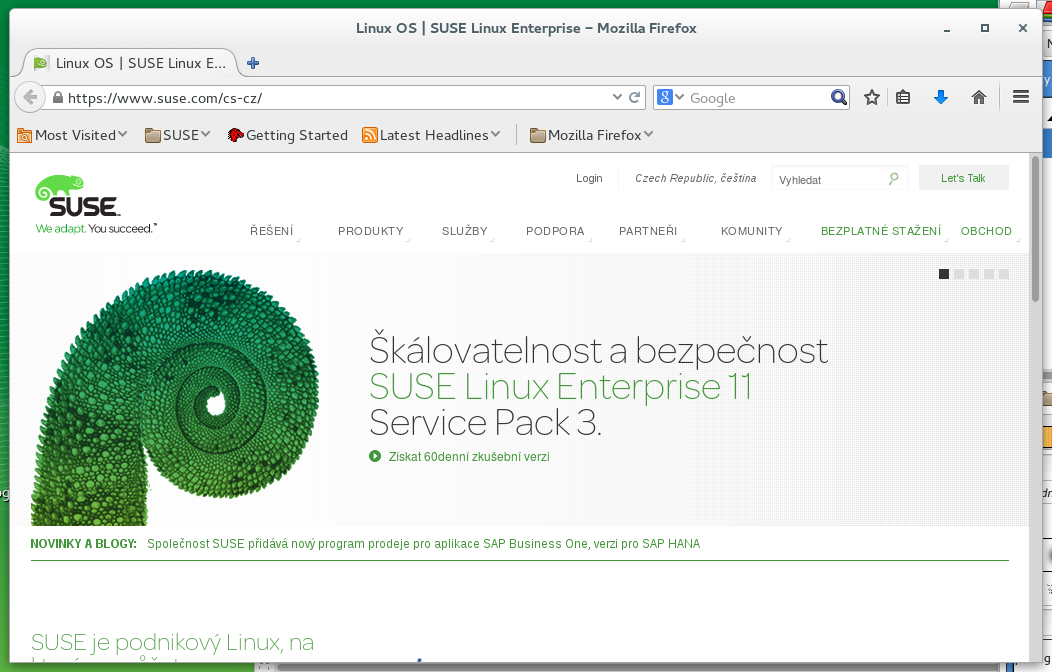 Linux OS | SUSE Linux Enterprise – Mozilla Firefox
Linux OS | SUSE Linux E...
https://www.suse.com/cs-cz/
Google
Most Visited
SUSE
Getting Started
Latest Headlines
Mozilla Firefox
Login
Czech Republic, čeština
Vyhledat
Let's Talk
SUSE
We adapt. You succeed.
ŘEŠENÍ
PRODUKTY
SLUŽBY
PODPORA
PARTNEŘI
KOMUNITY
BEZPLATNÉ STAŽENÍ
OBCHOD
Škálovatelnost a bezpečnost
SUSE Linux Enterprise 11
Service Pack 3.
Získat 60denní zkušební verzi
NOVINKY A BLOGY: Společnost SUSE přidává nový program prodeje pro aplikace SAP Business One, verzi pro SAP HANA
SUSE je podnikový Linux, na